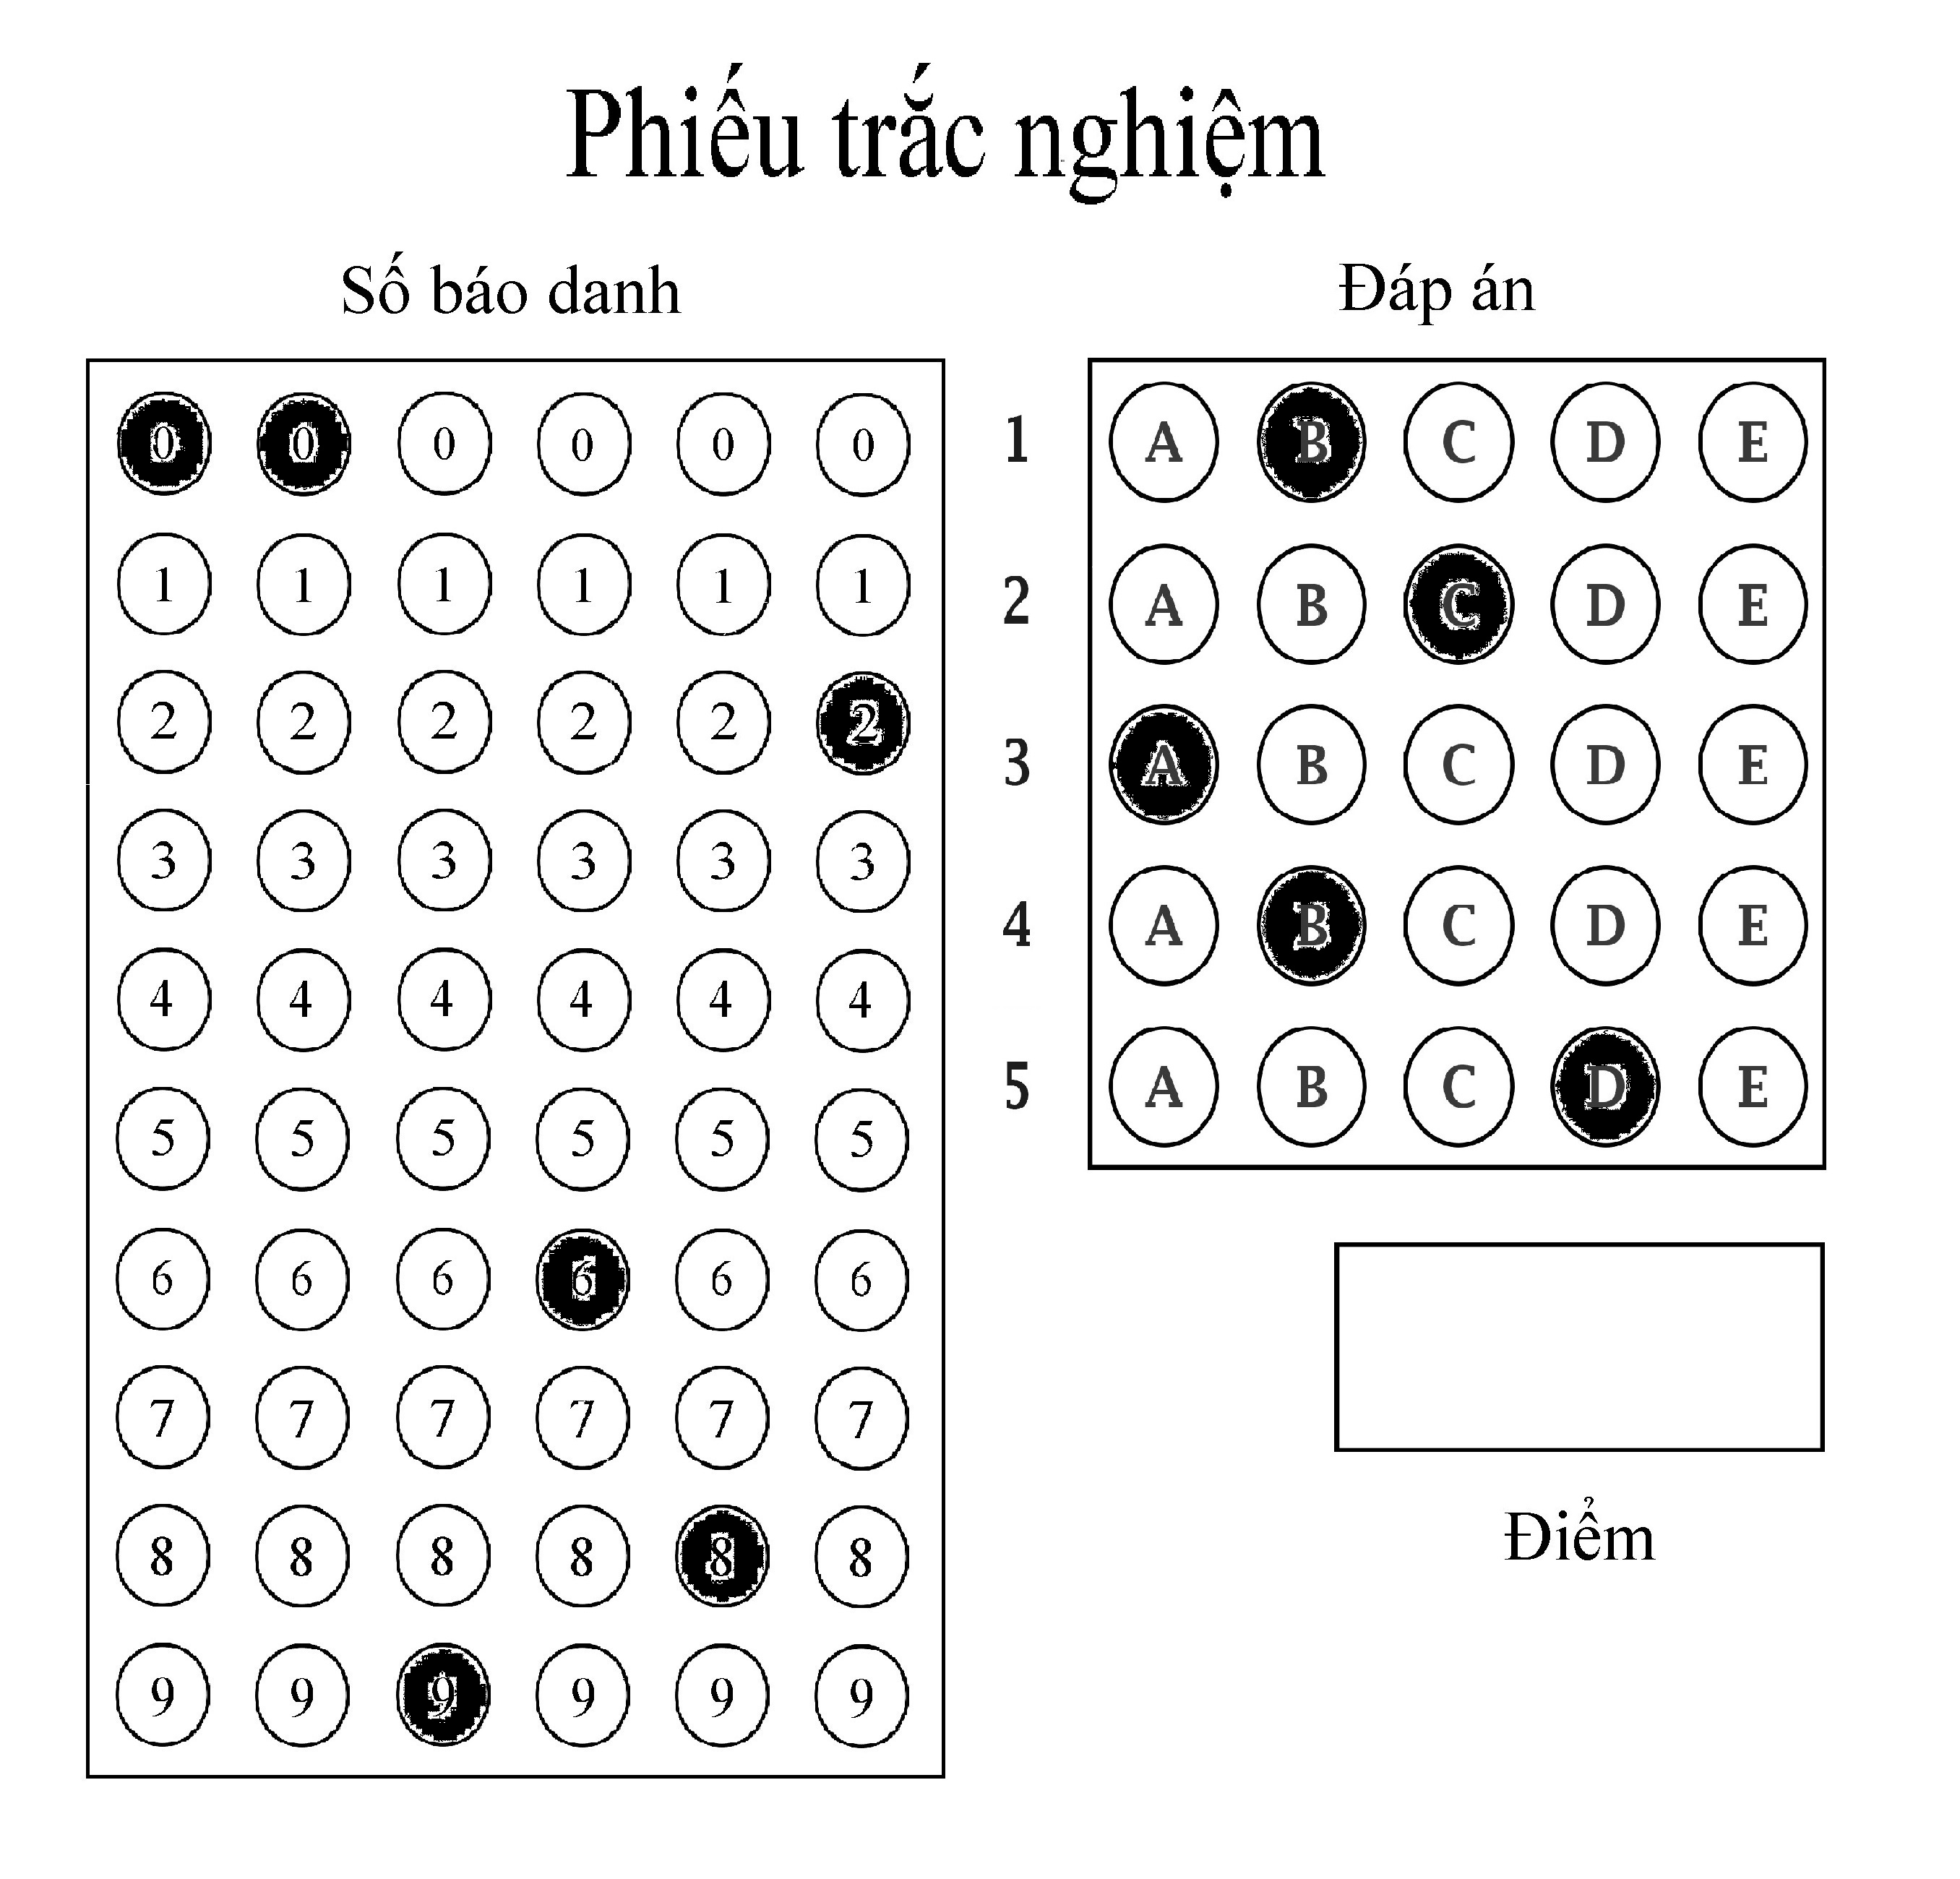 Phiếu trắc nghiệm
Số báo danh
0 0 0 0 0 0
1 1 1 1 1 1
2 2 2 2 2 2
3 3 3 3 3 3
4 4 4 4 4 4
5 5 5 5 5 5
6 6 6 6 6 6
7 7 7 7 7 7
8 8 8 8 8 8
9 9 9 9 9 9
Đáp án
1 A B C D E
2 A B C D E
3 A B C D E
4 A B C D E
5 A B C D E
Điểm